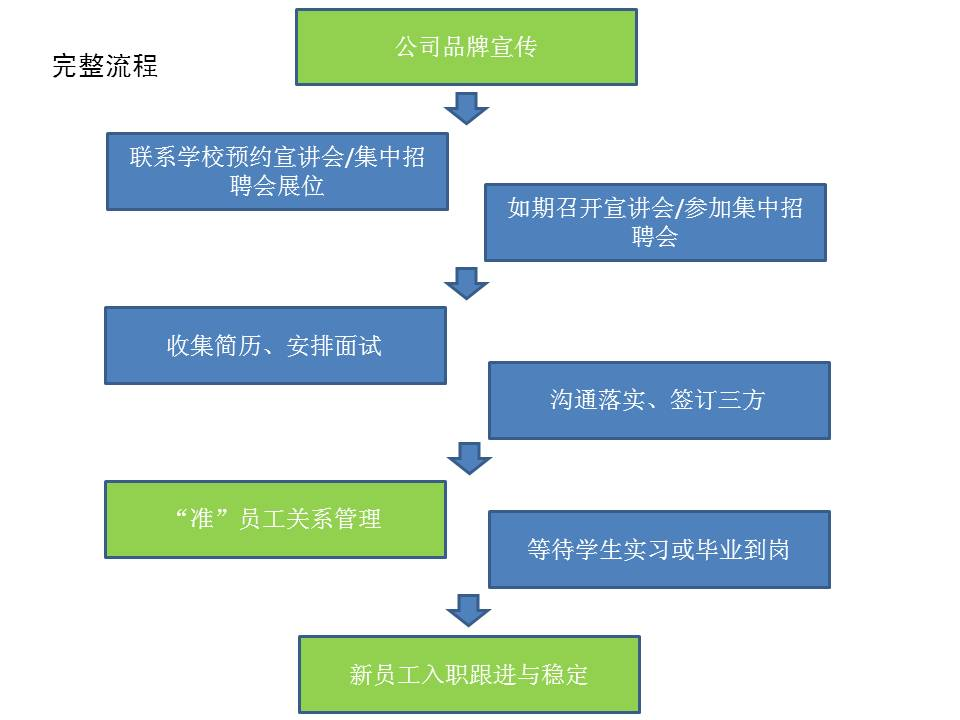 公司品牌宣传
完整流程
联系学校预约宣讲会/集中招
聘会展位
如期召开宣讲会/参加集中招
聘会
收集简历、安排面试
沟通落实、签订三方
“准”员工关系管理
等待学生实习或毕业到岗
新员工入职跟进与稳定